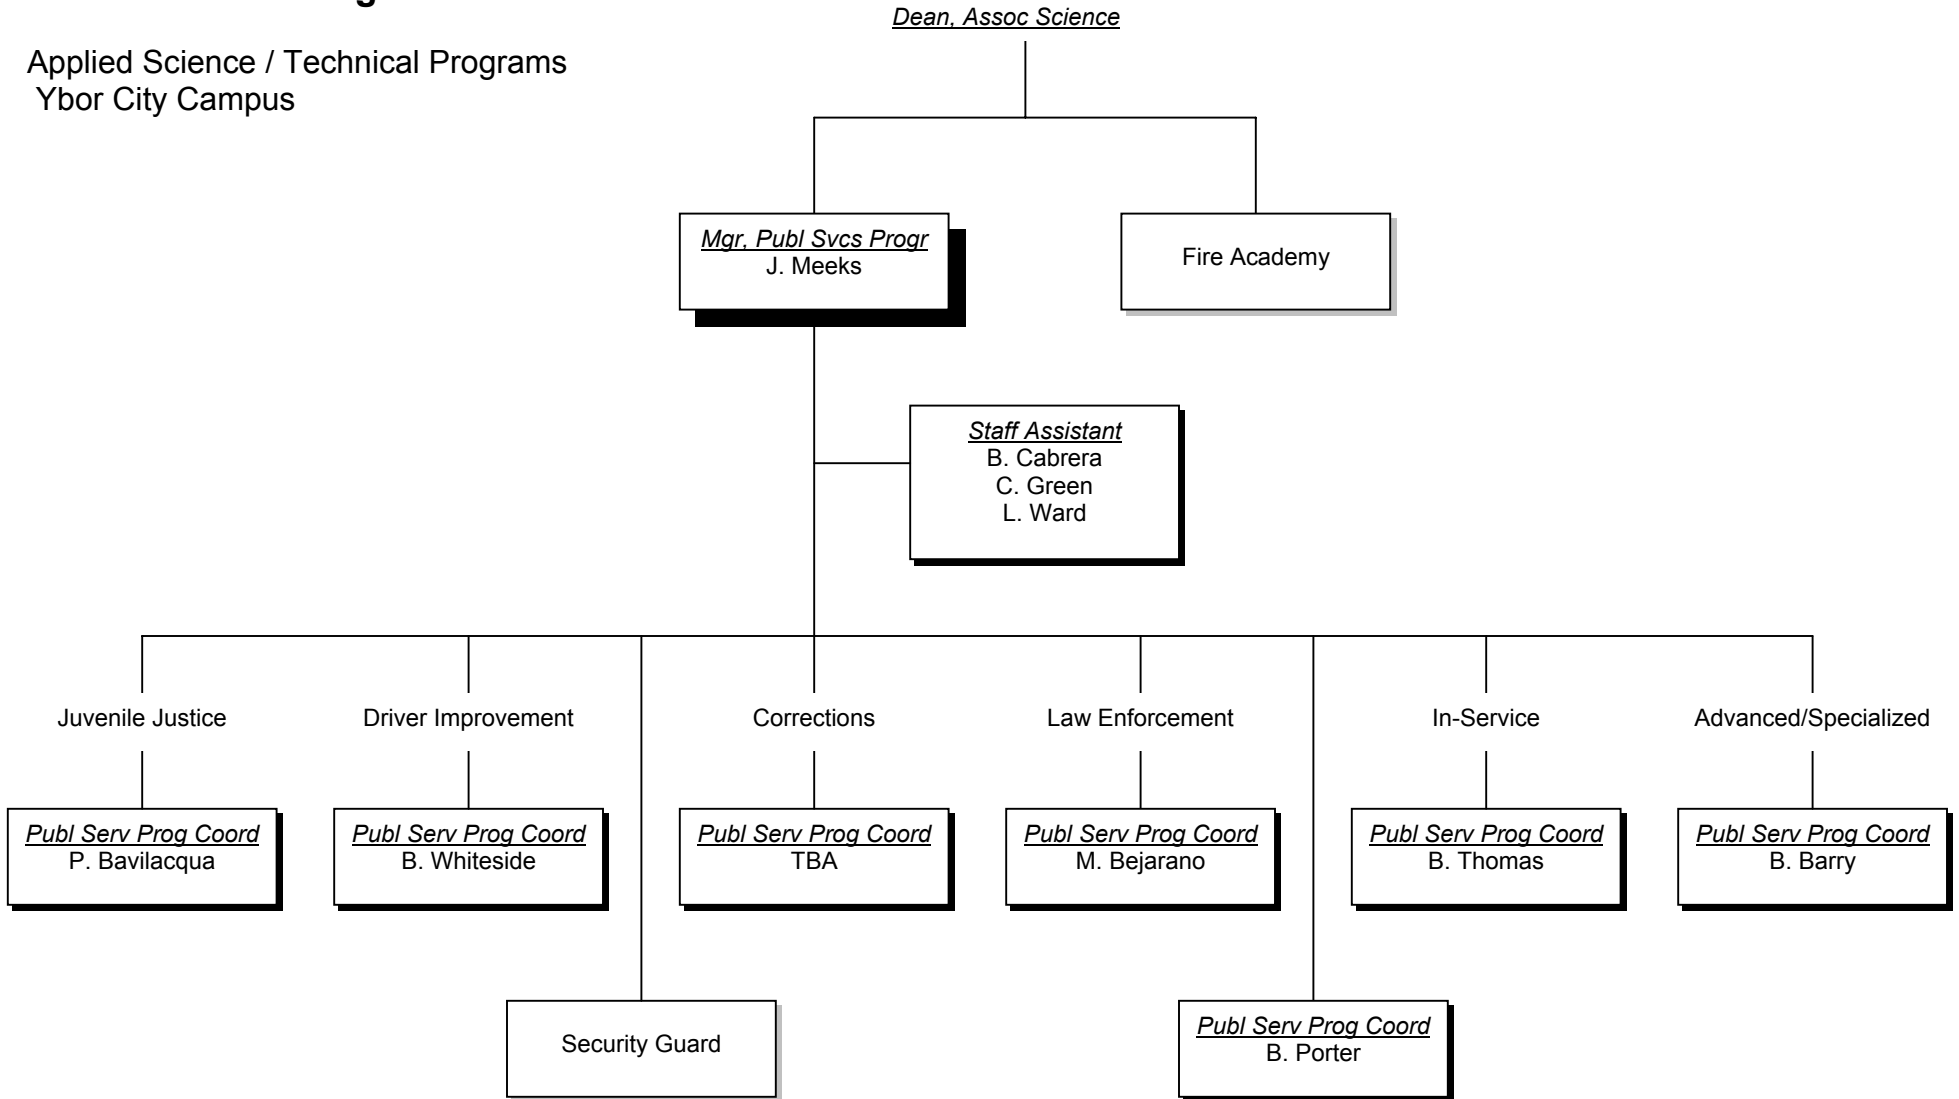 Dean, Assoc Science
Applied Science / Technical Programs
Ybor City Campus
Mgr, Publ Svcs Progr
J. Meeks
Fire Academy
Staff Assistant
B. Cabrera
C. Green
L. Ward
Juvenile Justice
Driver Improvement
Corrections
Law Enforcement
In-Service
Advanced/Specialized
Publ Serv Prog Coord
P. Bavilacqua
Publ Serv Prog Coord
B. Whiteside
Publ Serv Prog Coord
TBA
Publ Serv Prog Coord
M. Bejarano
Publ Serv Prog Coord
B. Thomas
Publ Serv Prog Coord
B. Barry
Security Guard
Publ Serv Prog Coord
B. Porter